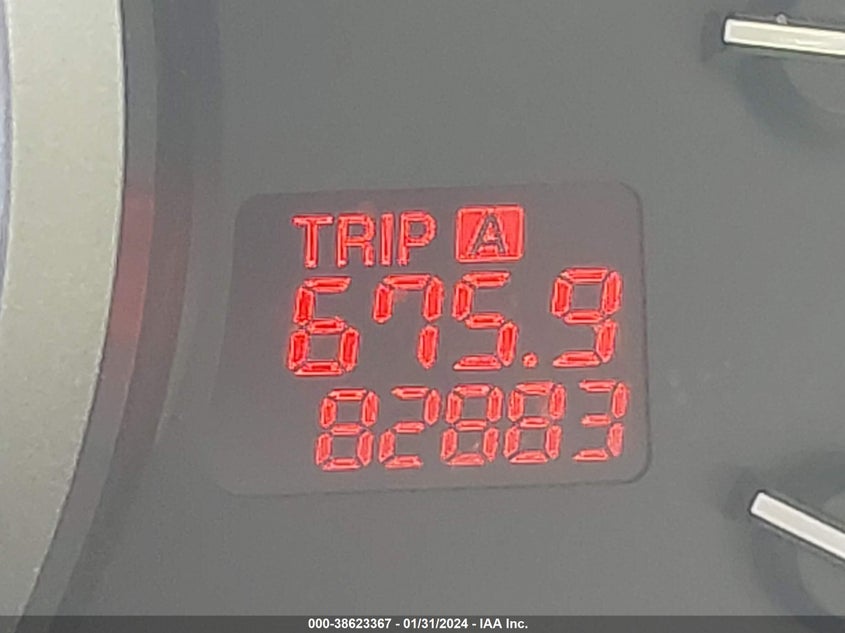 TRIP A
675.9
82883
000-38623367 - 01/31/2024 - IAA Inc.